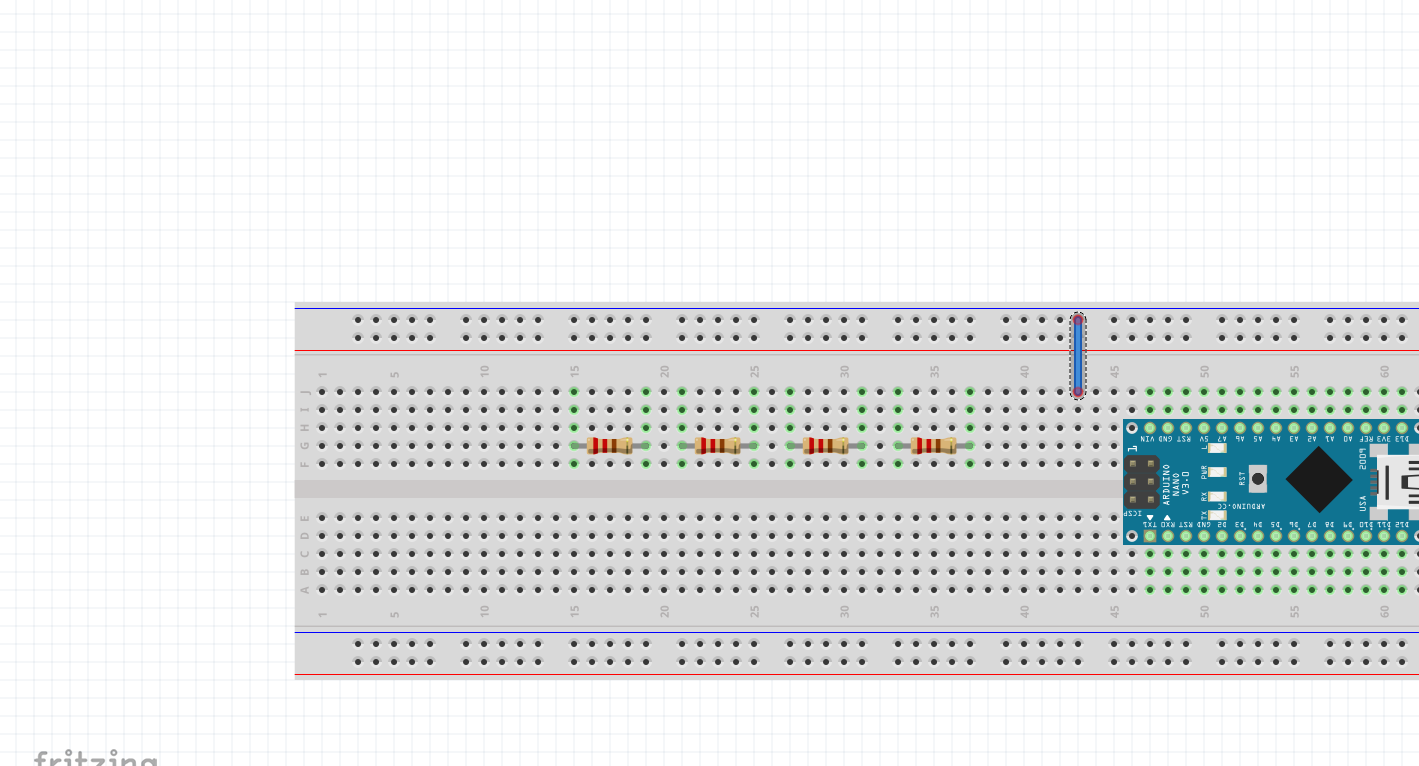 1 5 10 15 20 25 30 35 40 45 50 55 60
J
I
H
G
F
VIN GND RST 5V A7 A6 A5 A4 A3 A2 A1 A0 REF 3V3 D13
1
L
PWR
RX
TX
RST
ARDUINO
NANO
V3.0
ICSP
ARDUINO.CC
2009
USA
TX1 RX0 RST GND D2 D3 D4 D5 D6 D7 D8 D9 D10 D11 D12
E
D
C
B
A
1 5 10 15 20 25 30 35 40 45 50 55 60
fritzing